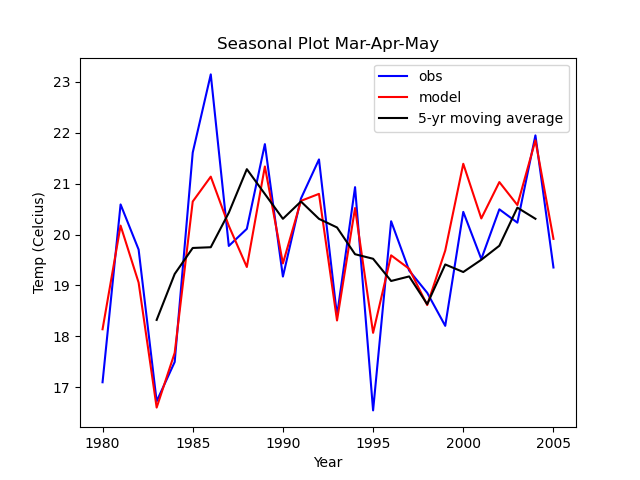 Seasonal Plot Mar-Apr-May
obs
model
5-yr moving average
Temp (Celcius)
23
22
21
20
19
18
17
1980 1985 1990 1995 2000 2005
Year